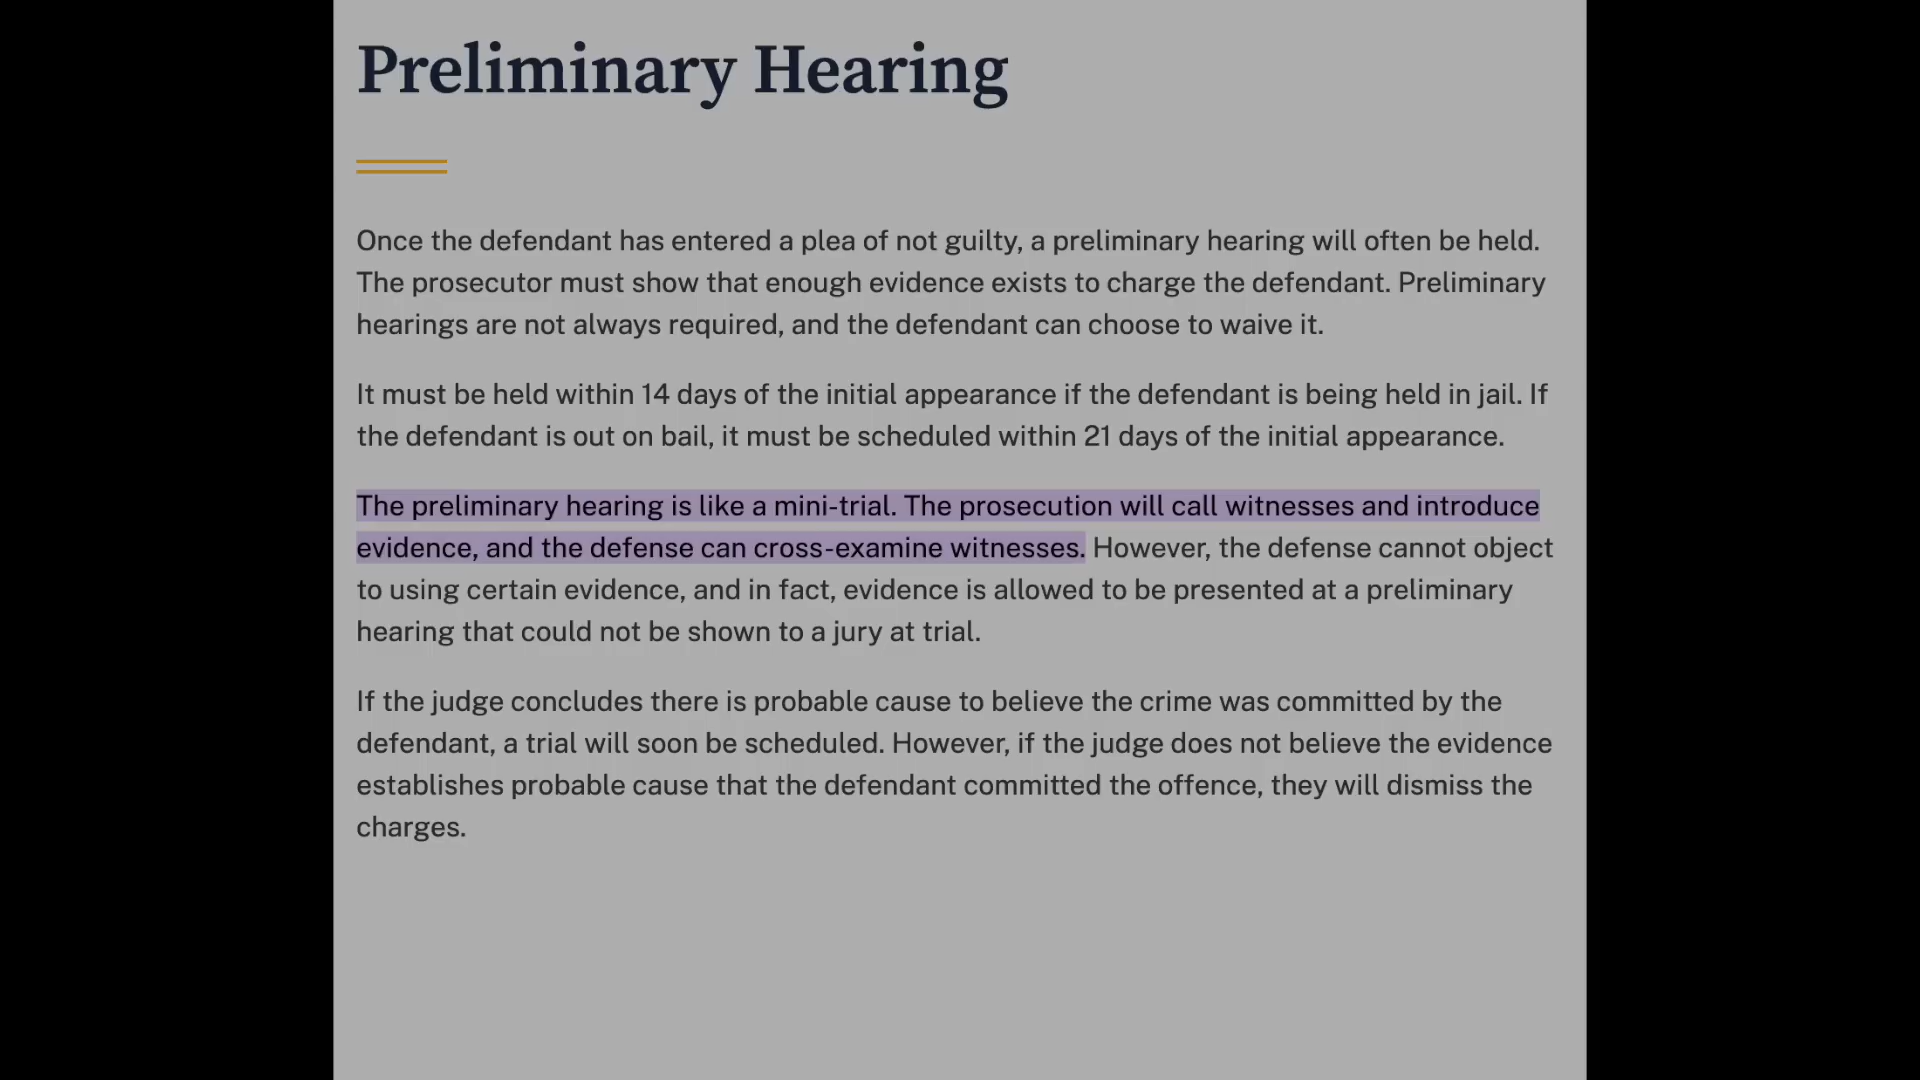 Preliminary Hearing
Once the defendant has entered a plea of not guilty, a preliminary hearing will often be held.
The prosecutor must show that enough evidence exists to charge the defendant. Preliminary
hearings are not always required, and the defendant can choose to waive it.
It must be held within 14 days of the initial appearance if the defendant is being held in jail. If
the defendant is out on bail, it must be scheduled within 21 days of the initial appearance.
The preliminary hearing is like a mini-trial. The prosecution will call witnesses and introduce
evidence, and the defense can cross-examine witnesses. However, the defense cannot object
to using certain evidence, and in fact, evidence is allowed to be presented at a preliminary
hearing that could not be shown to a jury at trial.
If the judge concludes there is probable cause to believe the crime was committed by the
defendant, a trial will soon be scheduled. However, if the judge does not believe the evidence
establishes probable cause that the defendant committed the offence, they will dismiss the
charges.